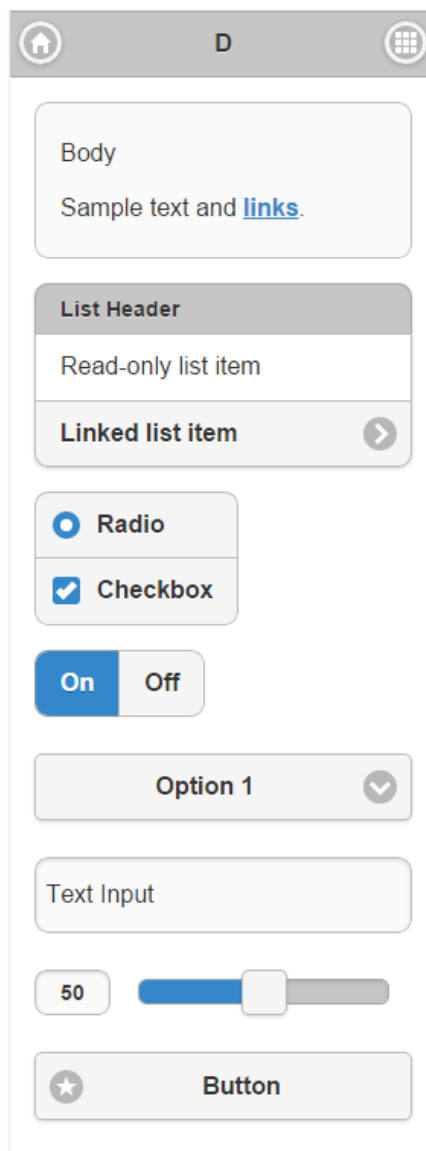 D
Body
Sample text and links.
List Header
Read-only list item
Linked list item
Radio
Checkbox
On Off
Option 1
Text Input
50
Button